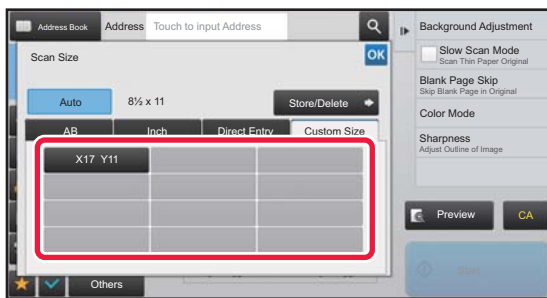 Address Book Address Touch to input Address
Scan Size OK
Auto 8½ x 11 Store/Delete
AB Inch Direct Entry Custom Size
X17 Y11
Others
Background Adjustment
Slow Scan Mode
Scan Thin Paper Original
Blank Page Skip
Skip Blank Page in Original
Color Mode
Sharpness
Adjust Outline of Image
Preview CA
Start